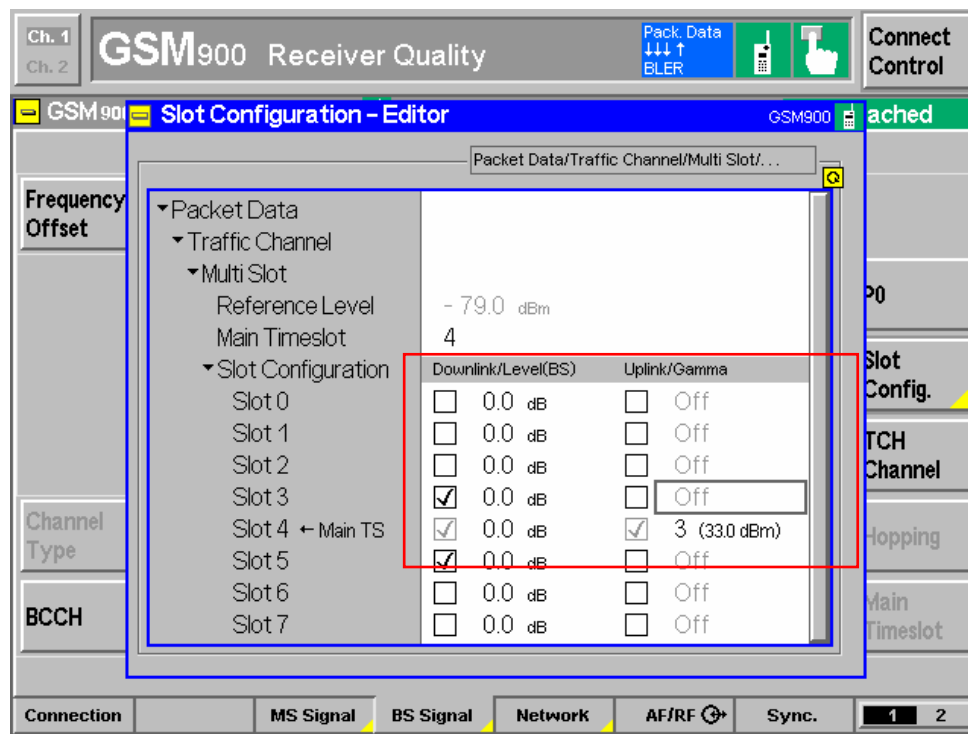 Ch. 1
Ch. 2
GSM900 Receiver Quality
Pack. Data
↓↓↓ ↑
BLER
Connect
Control
GSM 900
Slot Configuration – Editor
GSM900
ached
Packet Data/Traffic Channel/Multi Slot/...
Frequency
Offset
Packet Data
Traffic Channel
Multi Slot
Reference Level - 79.0 dBm
P0
Main Timeslot 4
Slot Configuration Downlink/Level(BS) Uplink/Gamma
Slot
Config.
Slot 0 0.0 dB Off
Slot 1 0.0 dB Off
TCH
Channel
Slot 2 0.0 dB Off
Slot 3 0.0 dB Off
Channel
Type
Slot 4 ← Main TS 0.0 dB 3 (33.0 dBm)
Hopping
Slot 5 0.0 dB Off
Slot 6 0.0 dB Off
BCCH
Main
Timeslot
Slot 7 0.0 dB Off
Connection MS Signal BS Signal Network AF/RF Sync. 1 2